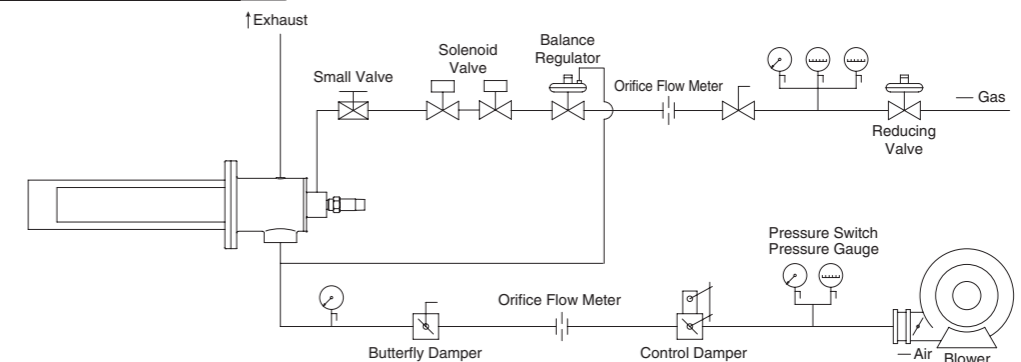 Exhaust
Small Valve
Solenoid
Valve
Balance
Regulator
Orifice Flow Meter
Gas
Reducing
Valve
Pressure Switch
Pressure Gauge
Orifice Flow Meter
Butterfly Damper
Control Damper
Air
Blower